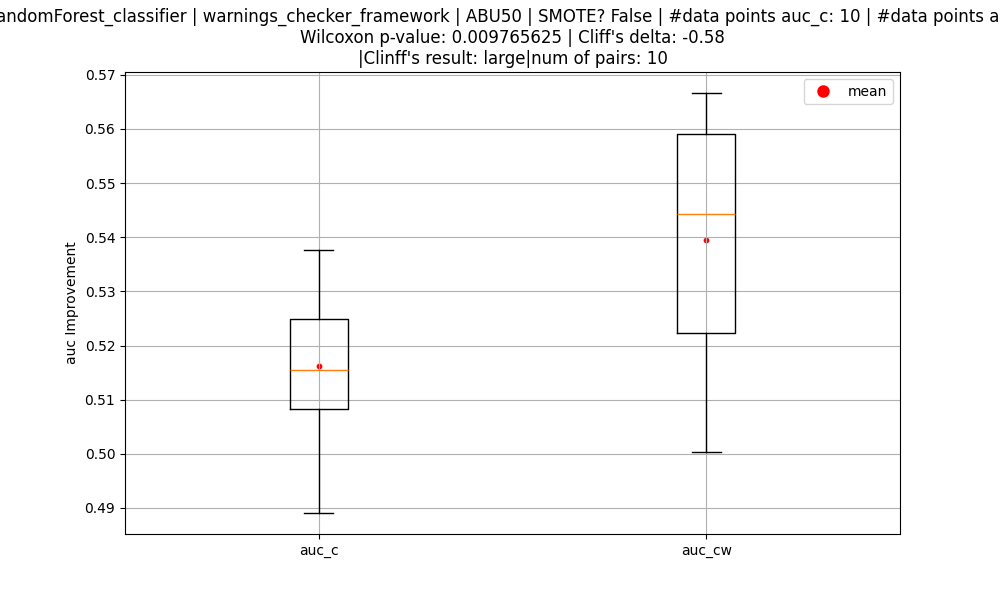 andomForest_classifier | warnings_checker_framework | ABU50 | SMOTE? False | #data points auc_c: 10 | #data points a
Wilcoxon p-value: 0.009765625 | Cliff's delta: -0.58
|Clinff's result: large|num of pairs: 10
mean
0.57
0.56
0.55
0.54
0.53
0.52
0.51
0.50
0.49
auc Improvement
auc_c
auc_cw